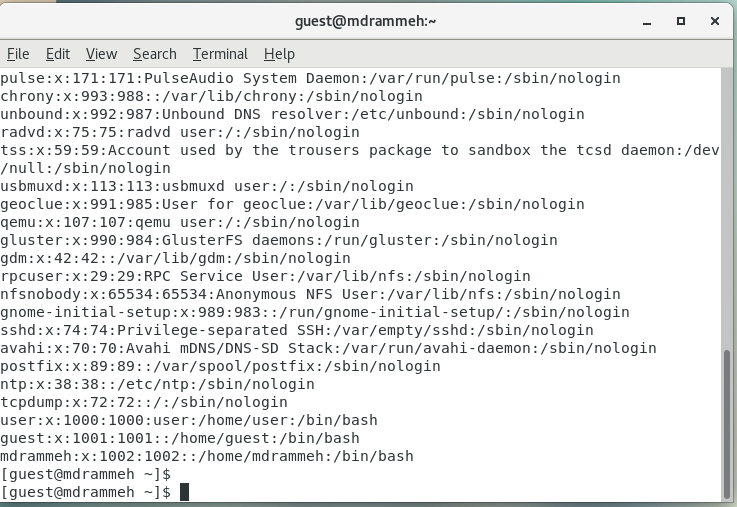 guest@mdrammeh:~
File Edit View Search Terminal Help
pulse:x:171:171:PulseAudio System Daemon:/var/run/pulse:/sbin/nologin
chrony:x:993:988::/var/lib/chrony:/sbin/nologin
unbound:x:992:987:Unbound DNS resolver:/etc/unbound:/sbin/nologin
radvd:x:75:75:radvd user:/:/sbin/nologin
tss:x:59:59:Account used by the trousers package to sandbox the tcsd daemon:/dev
/null:/sbin/nologin
usbmuxd:x:113:113:usbmuxd user:/:/sbin/nologin
geoclue:x:991:985:User for geoclue:/var/lib/geoclue:/sbin/nologin
qemu:x:107:107:qemu user:/:/sbin/nologin
gluster:x:990:984:GlusterFS daemons:/run/gluster:/sbin/nologin
gdm:x:42:42::/var/lib/gdm:/sbin/nologin
rpcuser:x:29:29:RPC Service User:/var/lib/nfs:/sbin/nologin
nfsnobody:x:65534:65534:Anonymous NFS User:/var/lib/nfs:/sbin/nologin
gnome-initial-setup:x:989:983::/run/gnome-initial-setup/:/sbin/nologin
sshd:x:74:74:Privilege-separated SSH:/var/empty/sshd:/sbin/nologin
avahi:x:70:70:Avahi mDNS/DNS-SD Stack:/var/run/avahi-daemon:/sbin/nologin
postfix:x:89:89::/var/spool/postfix:/sbin/nologin
ntp:x:38:38::/etc/ntp:/sbin/nologin
tcpdump:x:72:72::/:/sbin/nologin
user:x:1000:1000:user:/home/user:/bin/bash
guest:x:1001:1001::/home/guest:/bin/bash
mdrammeh:x:1002:1002::/home/mdrammeh:/bin/bash
[guest@mdrammeh ~]$
[guest@mdrammeh ~]$